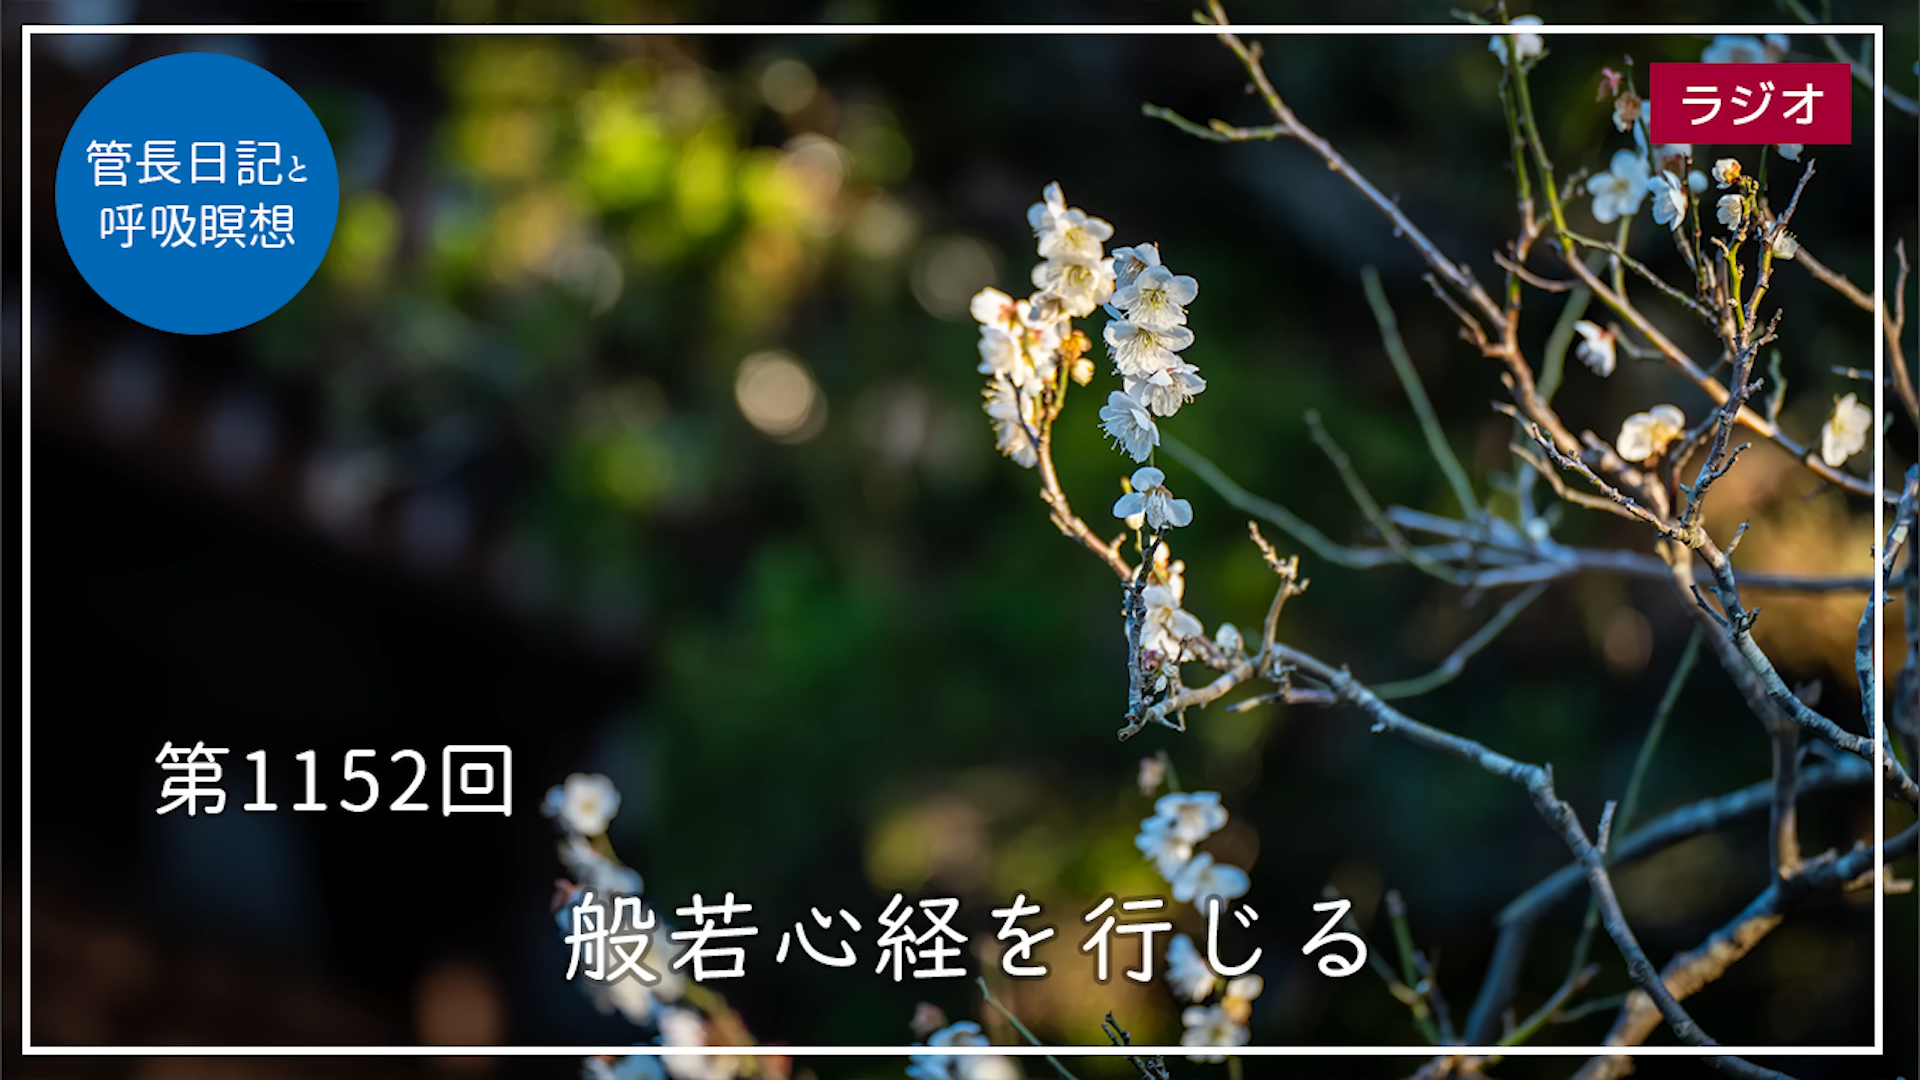 管長日記と
呼吸瞑想
ラジオ
第1152回
般若心経を行じる